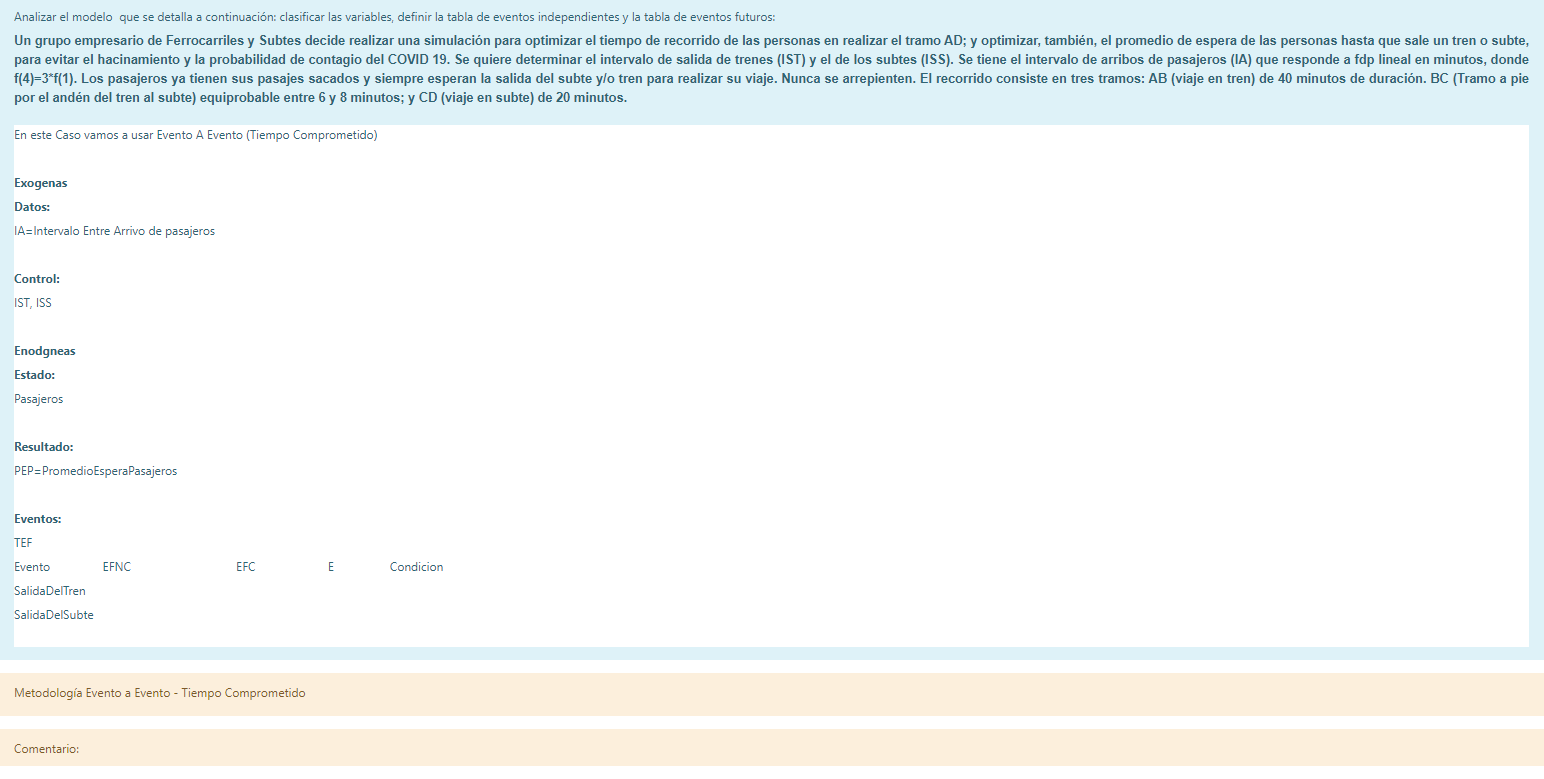 Analizar el modelo que se detalla a continuación: clasificar las variables, definir la tabla de eventos independientes y la tabla de eventos futuros:
Un grupo empresario de Ferrocarriles y Subtes decide realizar una simulación para optimizar el tiempo de recorrido de las personas en realizar el tramo AD; y optimizar, también, el promedio de espera de las personas hasta que sale un tren o subte,
para evitar el hacinamiento y la probabilidad de contagio del COVID 19. Se quiere determinar el intervalo de salida de trenes (IST) y el de los subtes (ISS). Se tiene el intervalo de arribos de pasajeros (IA) que responde a fdp lineal en minutos, donde
f(4)=3*f(1). Los pasajeros ya tienen sus pasajes sacados y siempre esperan la salida del subte y/o tren para realizar su viaje. Nunca se arrepienten. El recorrido consiste en tres tramos: AB (viaje en tren) de 40 minutos de duración. BC (Tramo a pie
por el andén del tren al subte) equiprobable entre 6 y 8 minutos; y CD (viaje en subte) de 20 minutos.
En este Caso vamos a usar Evento A Evento (Tiempo Comprometido)
Exogenas
Datos:
IA=Intervalo Entre Arrivo de pasajeros
Control:
IST, ISS
Enodgneas
Estado:
Pasajeros
Resultado:
PEP=PromedioEsperaPasajeros
Eventos:
TEF
Evento EFNC EFC E Condicion
SalidaDelTren
SalidaDelSubte
Metodología Evento a Evento - Tiempo Comprometido
Comentario: